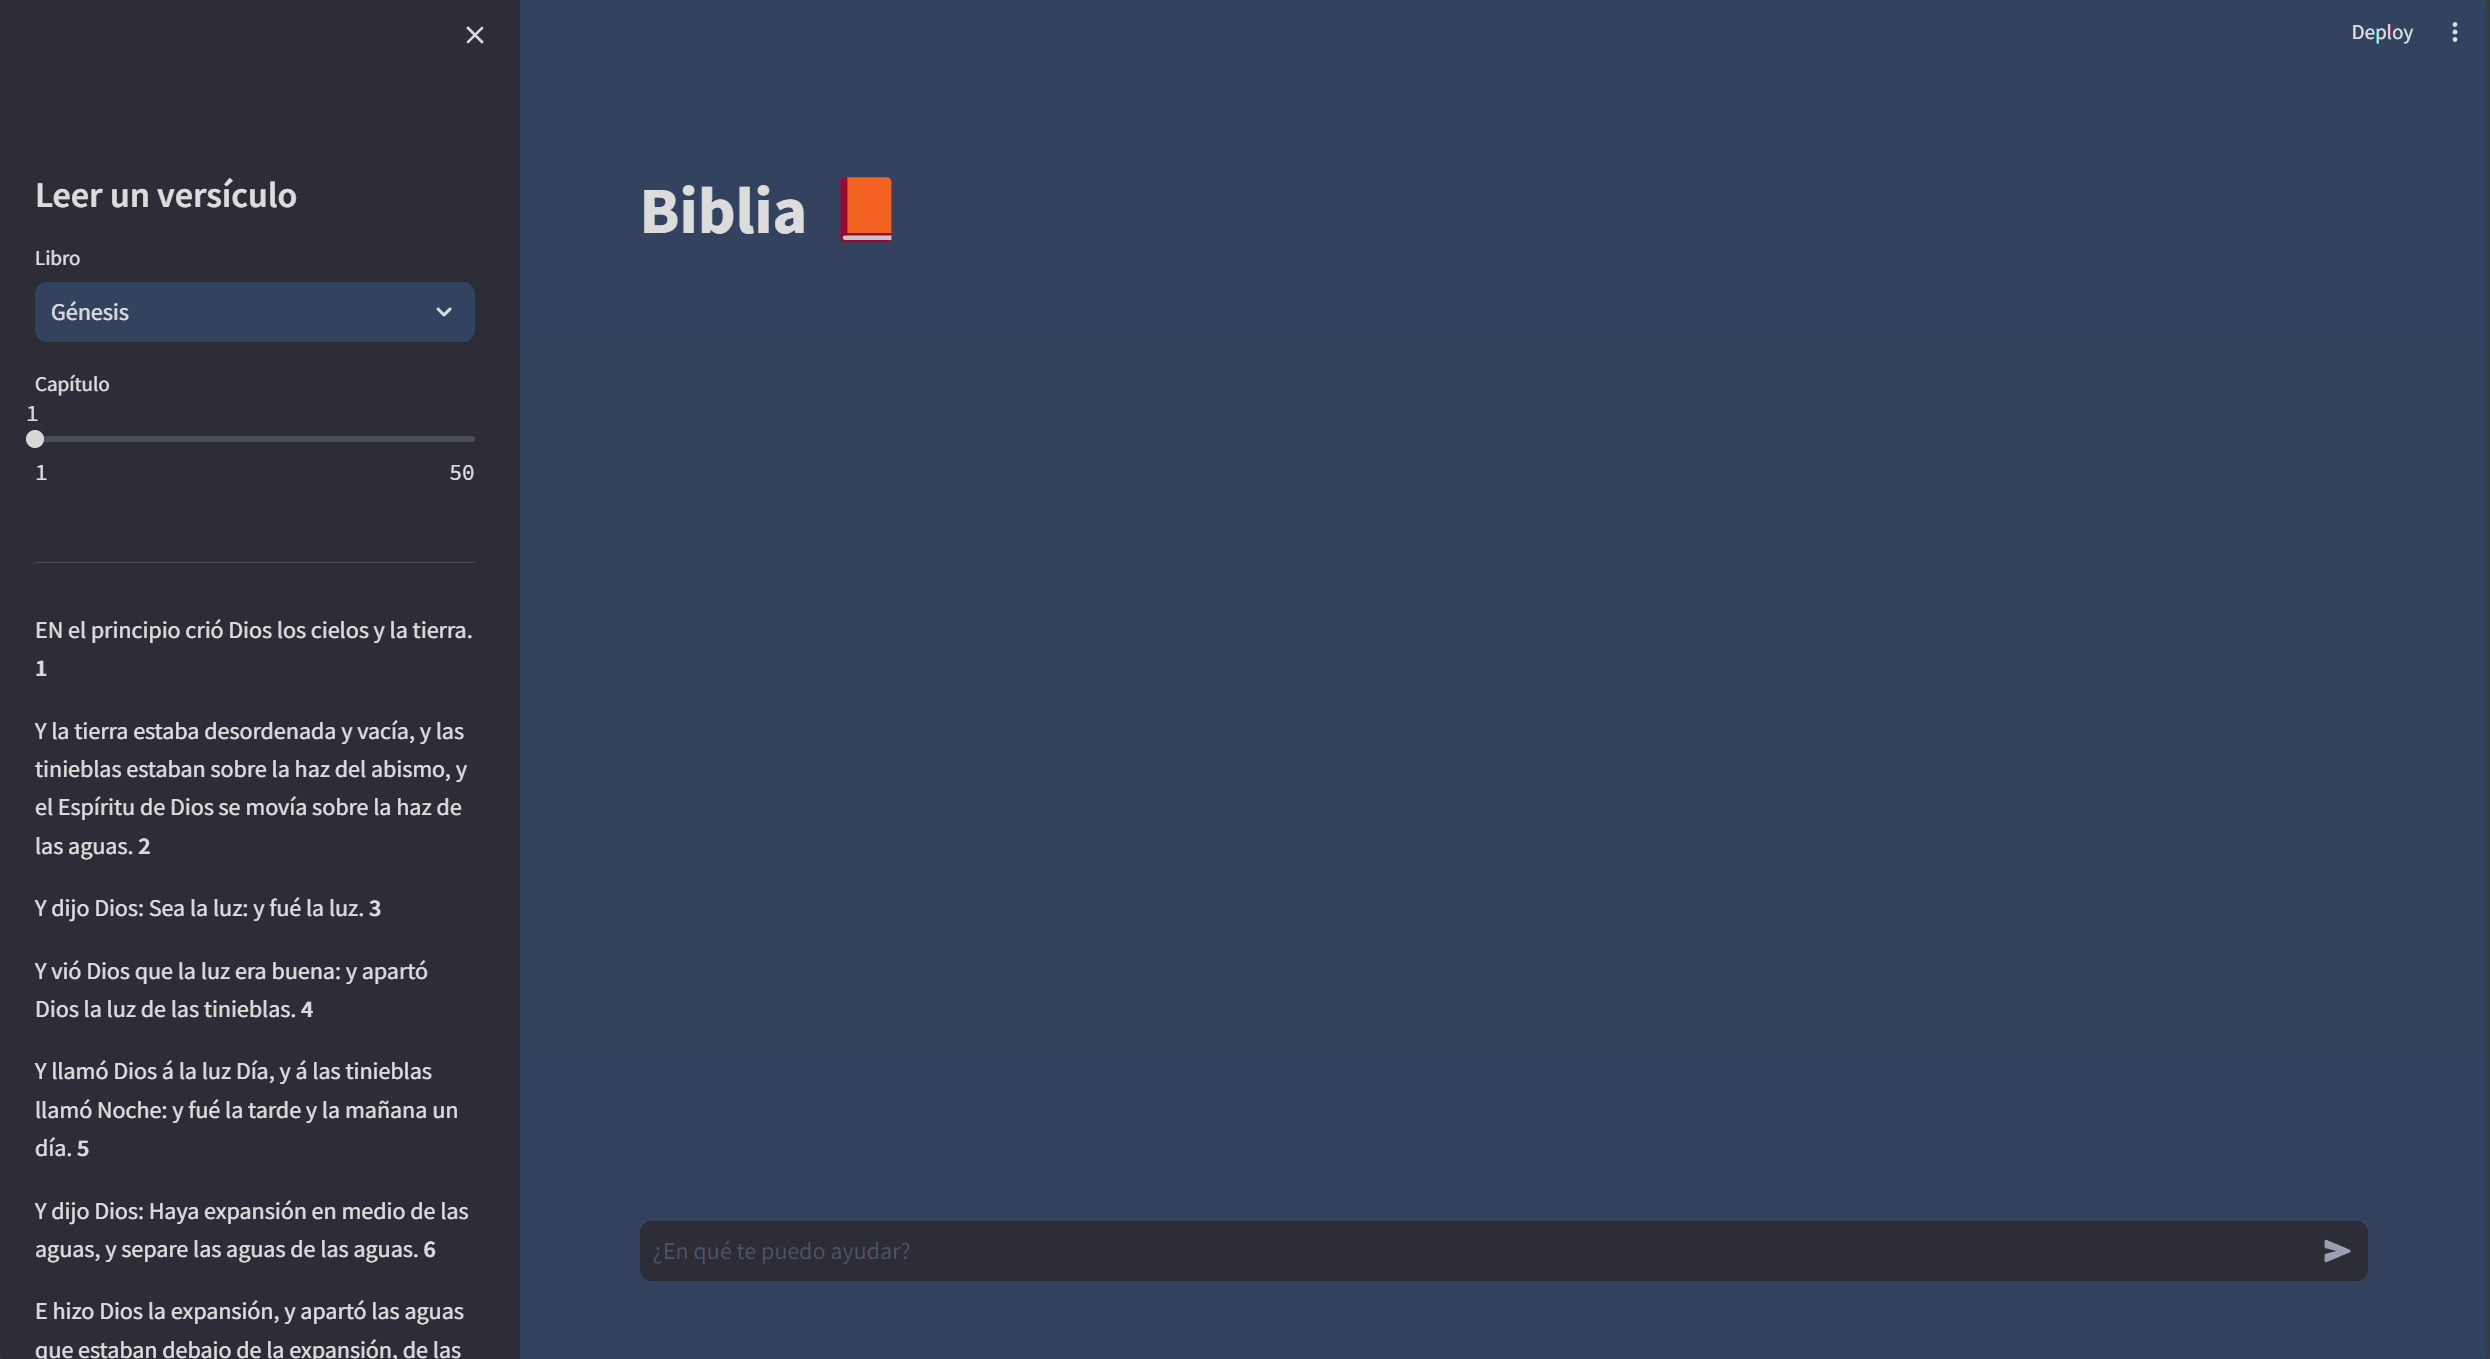 Leer un versículo
Libro
Génesis
Capítulo
1
1 50
EN el principio crió Dios los cielos y la tierra.
1
Y la tierra estaba desordenada y vacía, y las
tinieblas estaban sobre la haz del abismo, y
el Espíritu de Dios se movía sobre la haz de
las aguas. 2
Y dijo Dios: Sea la luz: y fué la luz. 3
Y vió Dios que la luz era buena: y apartó
Dios la luz de las tinieblas. 4
Y llamó Dios á la luz Día, y á las tinieblas
llamó Noche: y fué la tarde y la mañana un
día. 5
Y dijo Dios: Haya expansión en medio de las
aguas, y separe las aguas de las aguas. 6
E hizo Dios la expansión, y apartó las aguas
que estaban debajo de la expansión, de las
Deploy
Biblia
¿En qué te puedo ayudar?